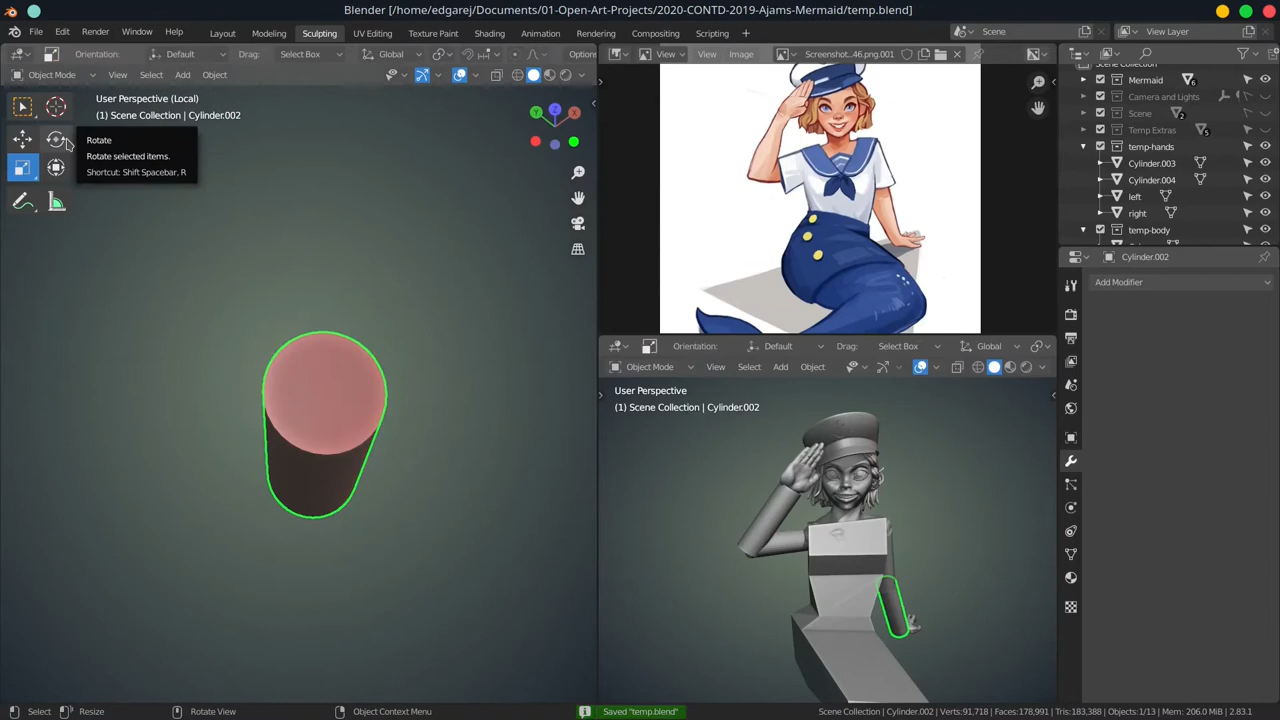 Blender [/home/edgarej/Documents/01-Open-Art-Projects/2020-CONTD-2019-Ajams-Mermaid/temp.blend]
File Edit Render Window Help Layout Modeling Sculpting UV Editing Texture Paint Shading Animation Rendering Compositing Scripting Scene View Layer
Orientation: Default Drag: Select Box Global Options
View View Image Screenshot...46.png.001
Object Mode View Select Add Object
User Perspective (Local)
(1) Scene Collection | Cylinder.002
Rotate
Rotate selected items.
Shortcut: Shift Spacebar, R
Scene Collection
Mermaid 6
Camera and Lights
Scene 2
Temp Extras 5
temp-hands
Cylinder.003
Cylinder.004
left
right
temp-body
Cylinder.002
Add Modifier
Orientation: Default Drag: Select Box Global
Object Mode View Select Add Object
User Perspective
(1) Scene Collection | Cylinder.002
Select Resize Rotate View Object Context Menu Saved "temp.blend" Scene Collection | Cylinder.002 | Verts:91,718 | Faces:178,991 | Tris:183,388 | Objects:1/13 | Mem: 206.0 MiB | 2.83.1